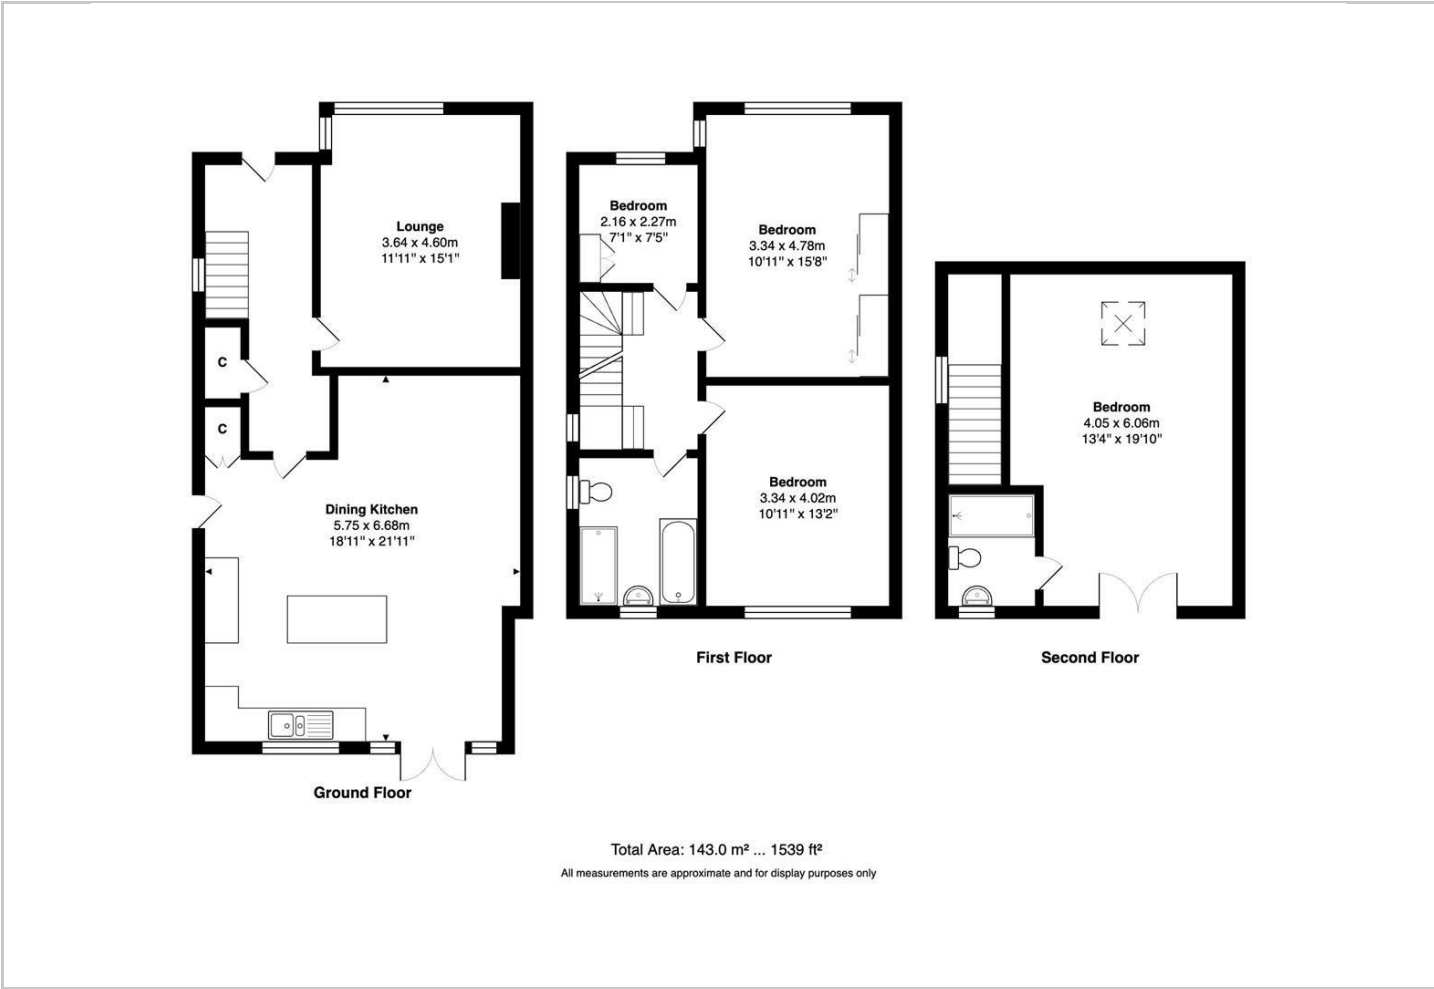 Lounge
3.64 x 4.60m
11'11" x 15'1"
C
C
Dining Kitchen
5.75 x 6.68m
18'11" x 21'11"
Ground Floor
Bedroom
2.16 x 2.27m
7'1" x 7'5"
Bedroom
3.34 x 4.78m
10'11" x 15'8"
Bedroom
3.34 x 4.02m
10'11" x 13'2"
First Floor
Bedroom
4.05 x 6.06m
13'4" x 19'10"
Second Floor
Total Area: 143.0 m² ... 1539 ft²
All measurements are approximate and for display purposes only